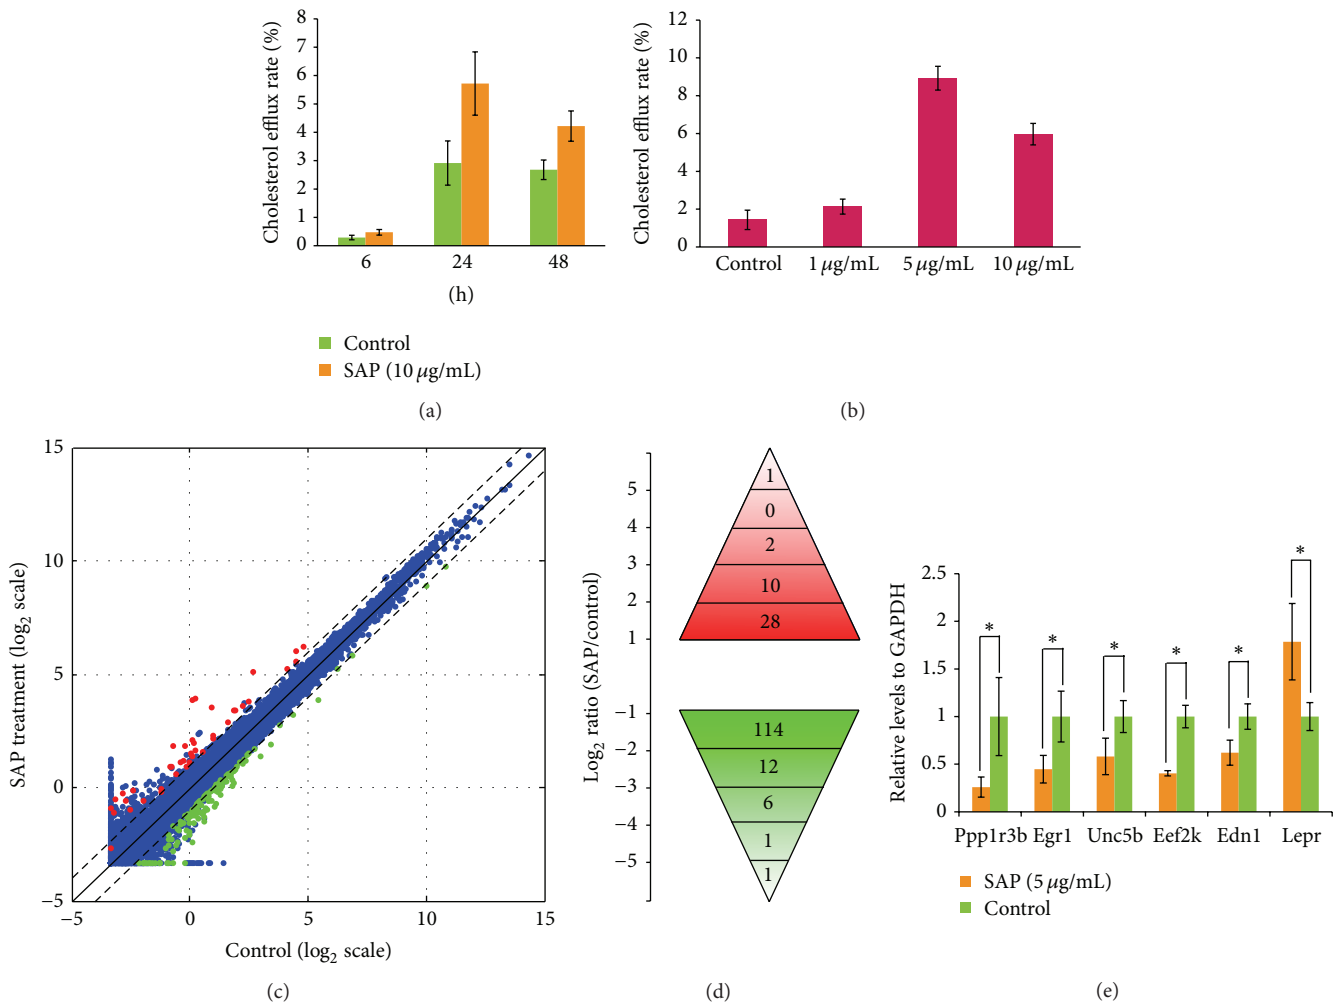 Cholesterol efflux rate (%)
8
7
6
5
4
3
2
1
0
6
24
48
(h)
Control
SAP (10 μg/mL)
(a)
Cholesterol efflux rate (%)
12
10
8
6
4
2
0
Control
1 μg/mL
5 μg/mL
10 μg/mL
(b)
SAP treatment (log₂ scale)
15
10
5
0
−5
−5
0
5
10
15
Control (log₂ scale)
(c)
Log₂ ratio (SAP/control)
5
4
3
2
1
−1
−2
−3
−4
−5
1
0
2
10
28
114
12
6
1
1
(d)
Relative levels to GAPDH
2.5
2
1.5
1
0.5
0
*
*
*
*
*
*
Ppp1r3b
Egr1
Unc5b
Eef2k
Edn1
Lepr
SAP (5 μg/mL)
Control
(e)